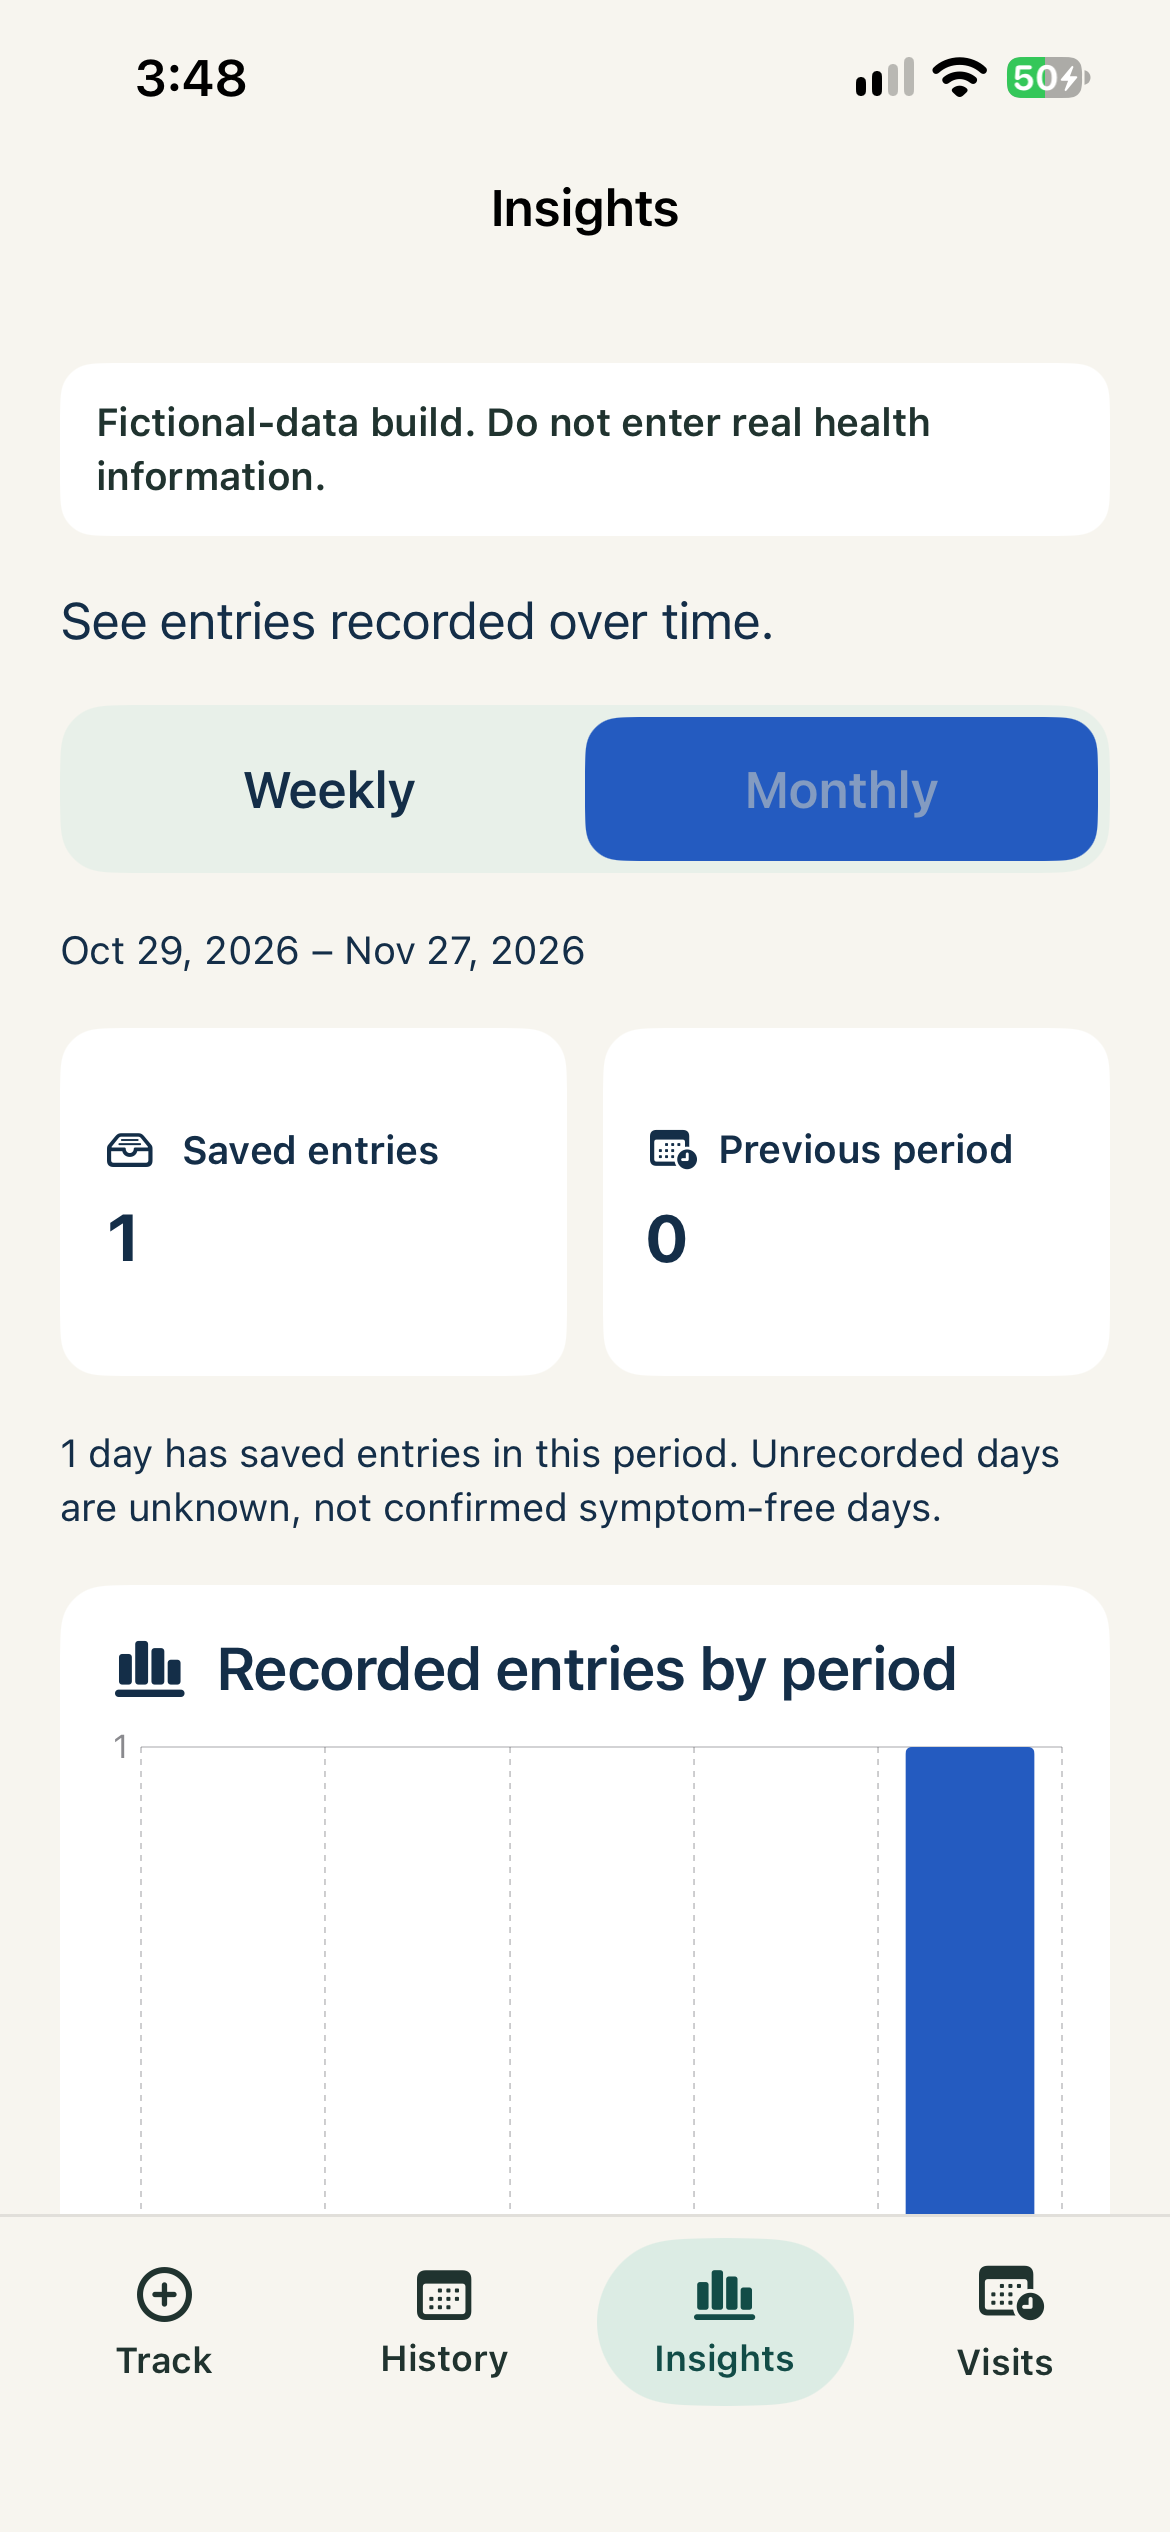 3:48
50
Insights
Fictional-data build. Do not enter real health
information.
See entries recorded over time.
Weekly
Monthly
Oct 29, 2026 – Nov 27, 2026
Saved entries
1
Previous period
0
1 day has saved entries in this period. Unrecorded days
are unknown, not confirmed symptom-free days.
Recorded entries by period
1
Track
History
Insights
Visits